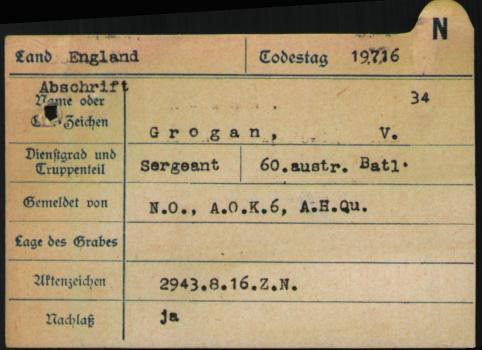 N
Land England Todestag 19.7.16
Abschrift
Name oder 34
Zeichen Grogan, V.
Dienstgrad und Truppenteil Sergeant 60.austr. Batl.
Gemeldet von N.O., A.O.K.6, A.H.Qu.
Lage des Grabes
Aktenzeichen 2943.8.16.Z.N.
Nachlaß ja